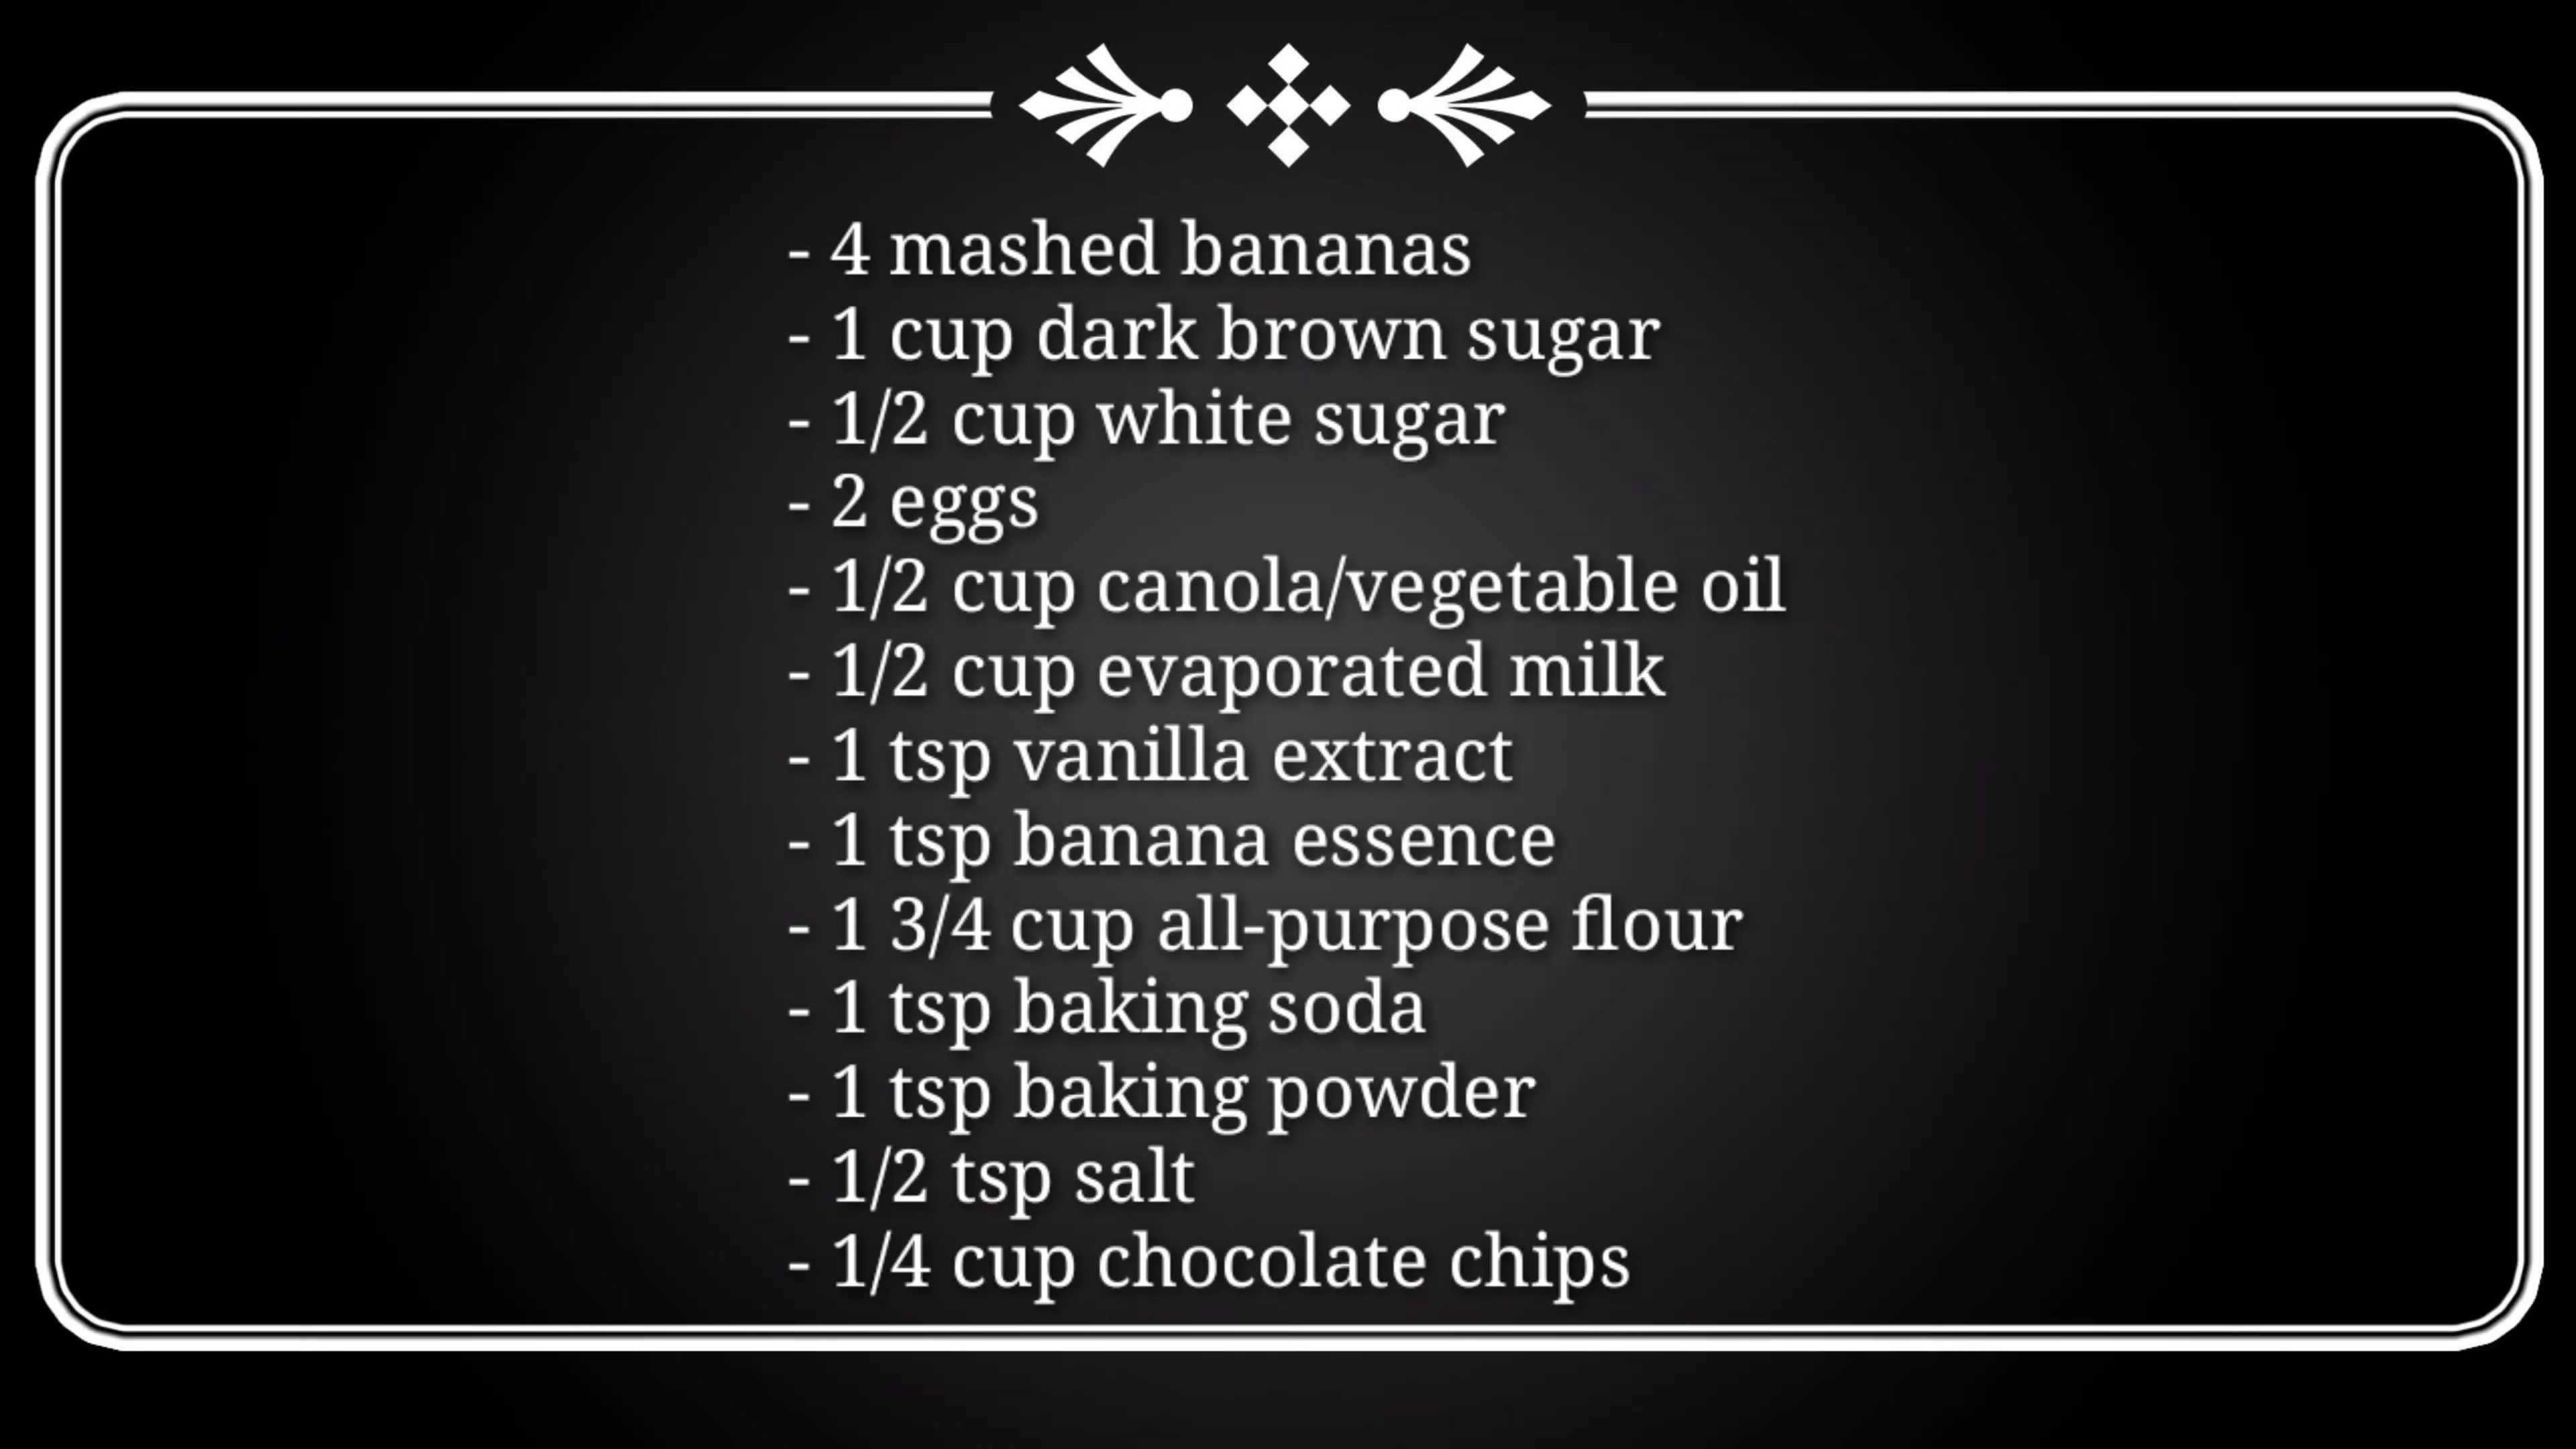 - 4 mashed bananas
- 1 cup dark brown sugar
- 1/2 cup white sugar
- 2 eggs
- 1/2 cup canola/vegetable oil
- 1/2 cup evaporated milk
- 1 tsp vanilla extract
- 1 tsp banana essence
- 1 3/4 cup all-purpose flour
- 1 tsp baking soda
- 1 tsp baking powder
- 1/2 tsp salt
- 1/4 cup chocolate chips